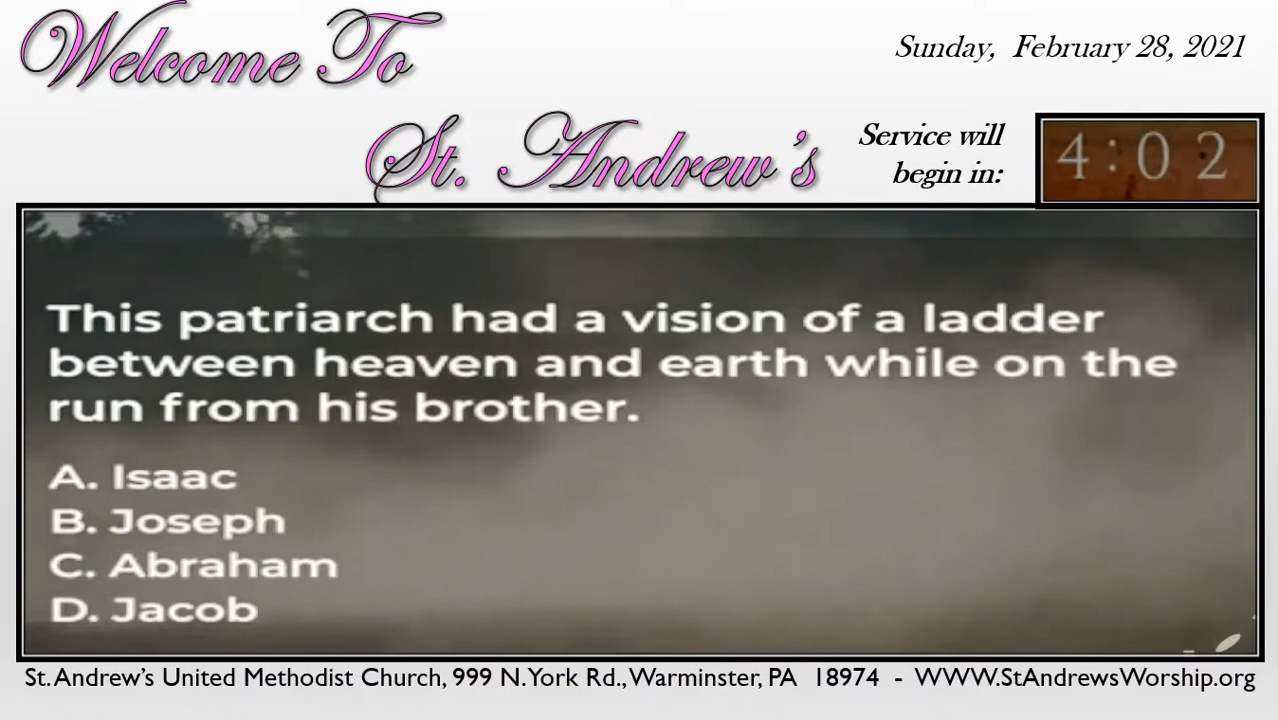 Welcome To
Sunday, February 28, 2021
St. Andrew's
Service will
begin in:
4:02
This patriarch had a vision of a ladder
between heaven and earth while on the
run from his brother.
A. Isaac
B. Joseph
C. Abraham
D. Jacob
St. Andrew's United Methodist Church, 999 N. York Rd., Warminster, PA 18974 - WWW.StAndrewsWorship.org